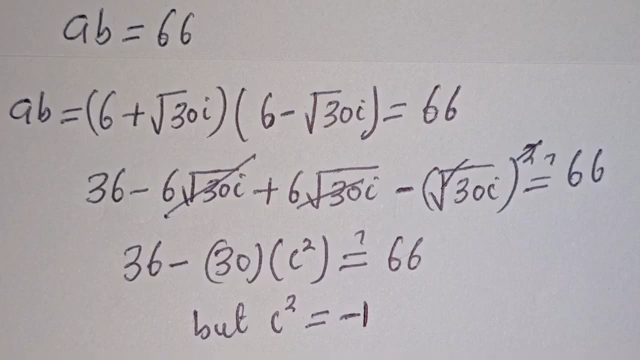 ab = 66
ab = (6 + √30i)(6 - √30i) = 66
36 - 6√30i + 6√30i - (√30i)² ≟ 66
36 - (30)(i²) ≟ 66
but i² = -1